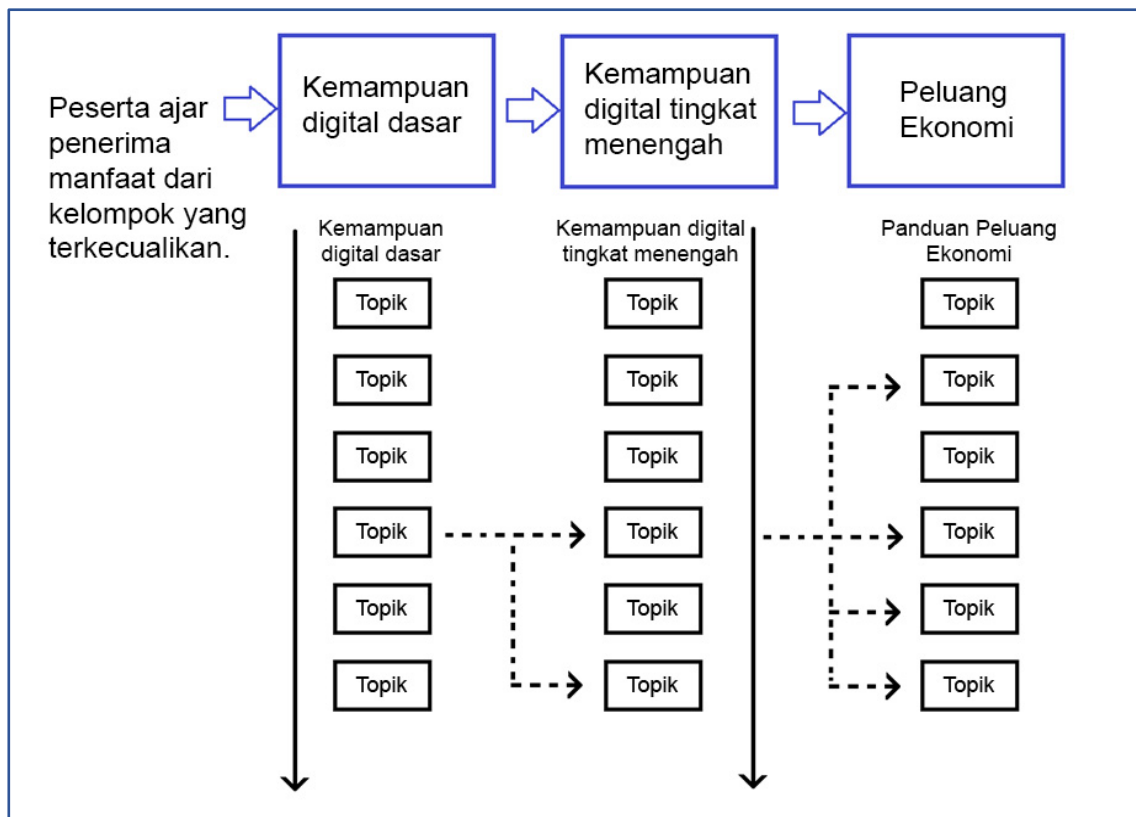 Peserta ajar
penerima
manfaat dari
kelompok yang
terkecualikan.
Kemampuan
digital dasar
Kemampuan
digital tingkat
menengah
Peluang
Ekonomi
Kemampuan
digital dasar
Topik
Topik
Topik
Topik
Topik
Topik
Kemampuan digital
tingkat menengah
Topik
Topik
Topik
Topik
Topik
Topik
Panduan Peluang
Ekonomi
Topik
Topik
Topik
Topik
Topik
Topik